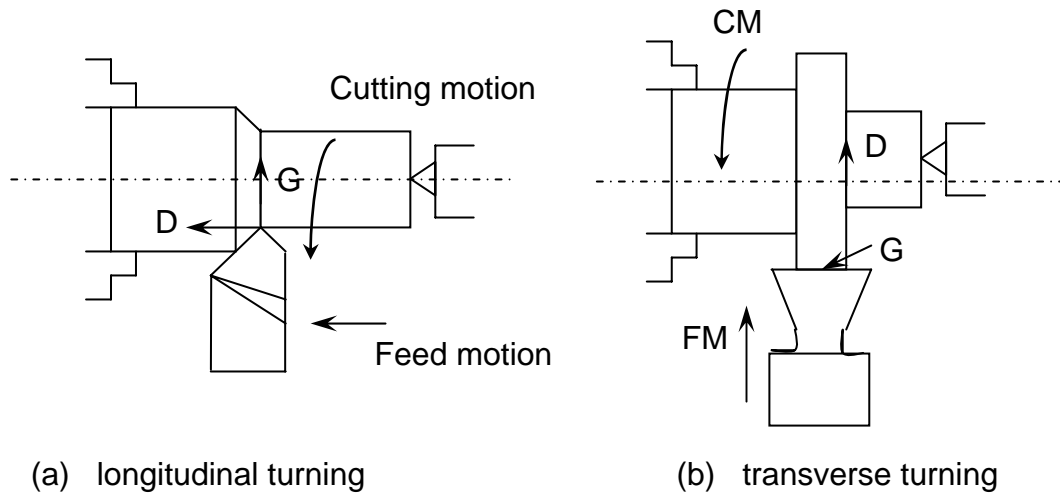 Cutting motion
G
D
Feed motion
(a) longitudinal turning
CM
D
G
FM
(b) transverse turning